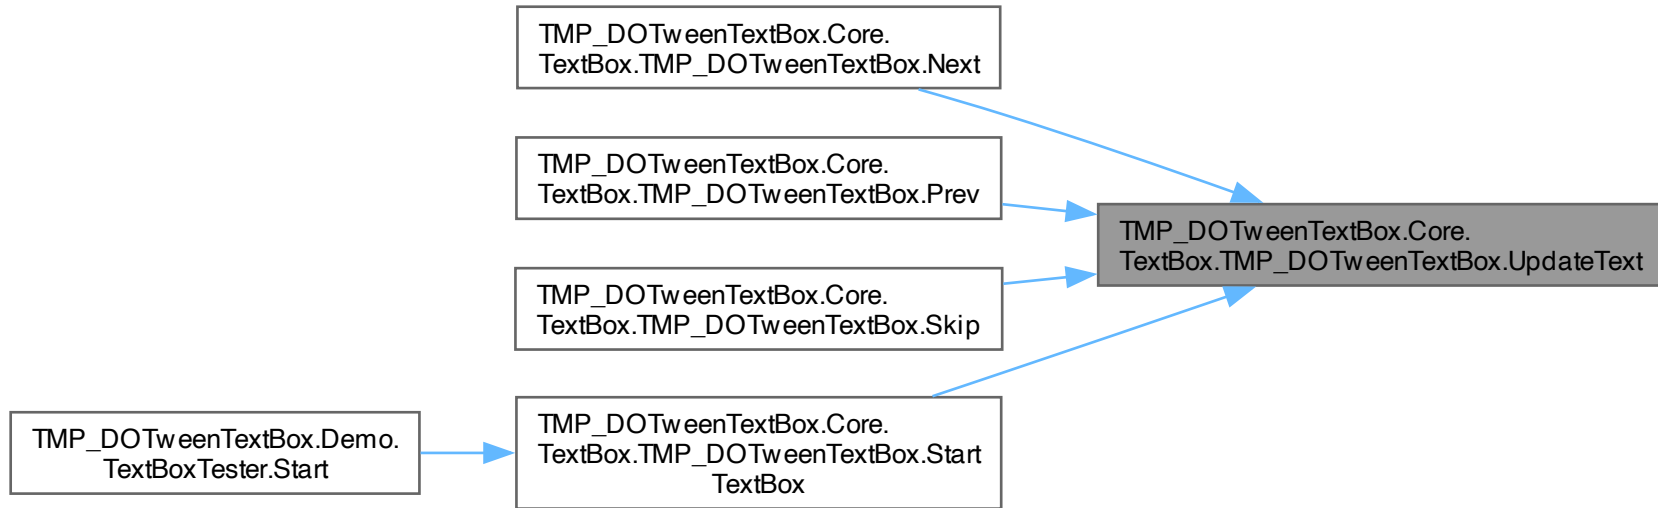 TMP_DOTweenTextBox.Core.
TextBox.TMP_DOTweenTextBox.Next
TMP_DOTweenTextBox.Core.
TextBox.TMP_DOTweenTextBox.Prev
TMP_DOTweenTextBox.Core.
TextBox.TMP_DOTweenTextBox.UpdateText
TMP_DOTweenTextBox.Core.
TextBox.TMP_DOTweenTextBox.Skip
TMP_DOTweenTextBox.Core.
TextBox.TMP_DOTweenTextBox.Start
TextBox
TMP_DOTweenTextBox.Demo.
TextBoxTester.Start